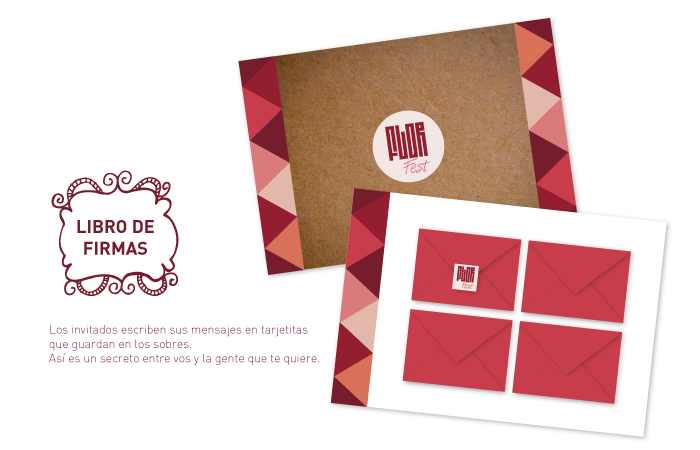 LIBRO DE
FIRMAS
Los invitados escriben sus mensajes en tarjetitas
que guardan en los sobres.
Así es un secreto entre vos y la gente que te quiere.
Fest
Fest